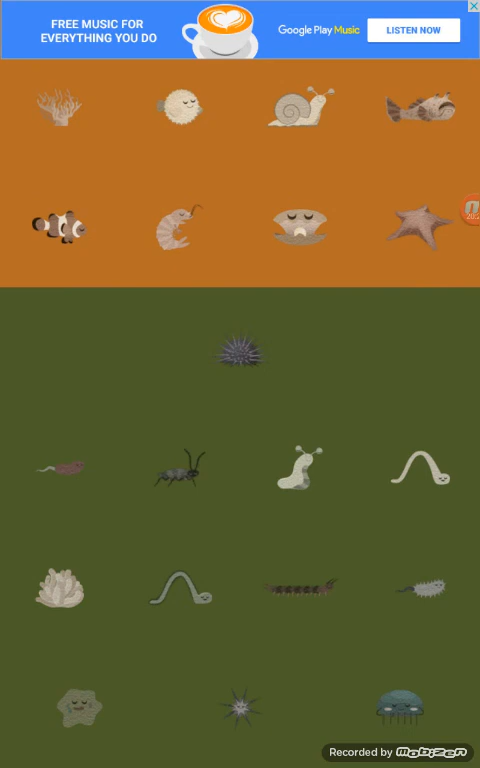 FREE MUSIC FOR
EVERYTHING YOU DO
Google Play Music
LISTEN NOW
Recorded by MOBIZEN